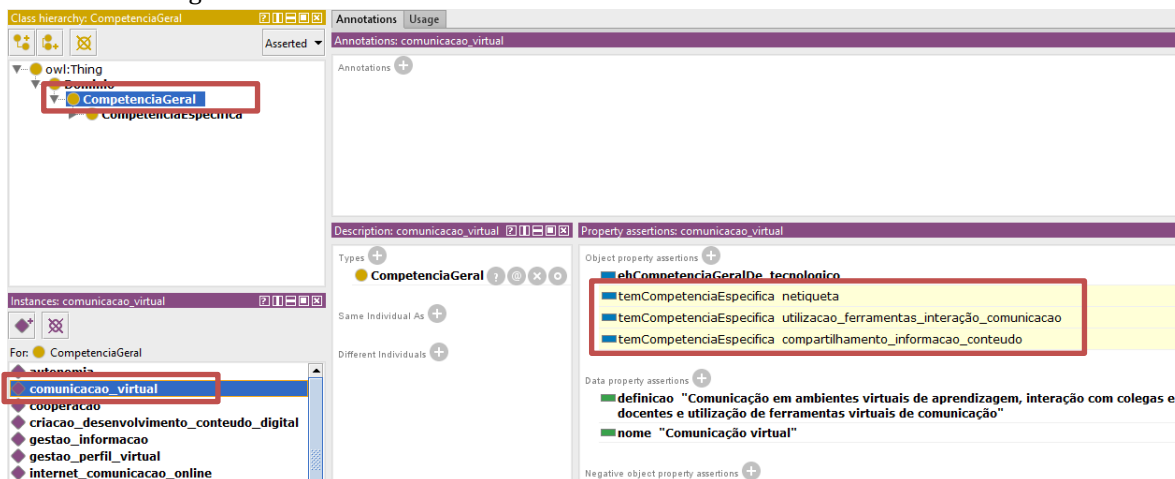 Class hierarchy: CompetenciaGeral
Asserted
owl:Thing
Dominio
CompetenciaGeral
CompetenciaEspecifica
Instances: comunicacao_virtual
For: CompetenciaGeral
autonomia
comunicacao_virtual
cooperacao
criacao_desenvolvimento_conteudo_digital
gestao_informacao
gestao_perfil_virtual
internet_comunicacao_online
Annotations Usage
Annotations: comunicacao_virtual
Annotations
Description: comunicacao_virtual
Types
CompetenciaGeral
Same Individual As
Different Individuals
Property assertions: comunicacao_virtual
Object property assertions
ehCompetenciaGeralDe tecnologico
temCompetenciaEspecifica netiqueta
temCompetenciaEspecifica utilizacao_ferramentas_interação_comunicacao
temCompetenciaEspecifica compartilhamento_informacao_conteudo
Data property assertions
definicao "Comunicação em ambientes virtuais de aprendizagem, interação com colegas e
docentes e utilização de ferramentas virtuais de comunicação"
nome "Comunicação virtual"
Negative object property assertions